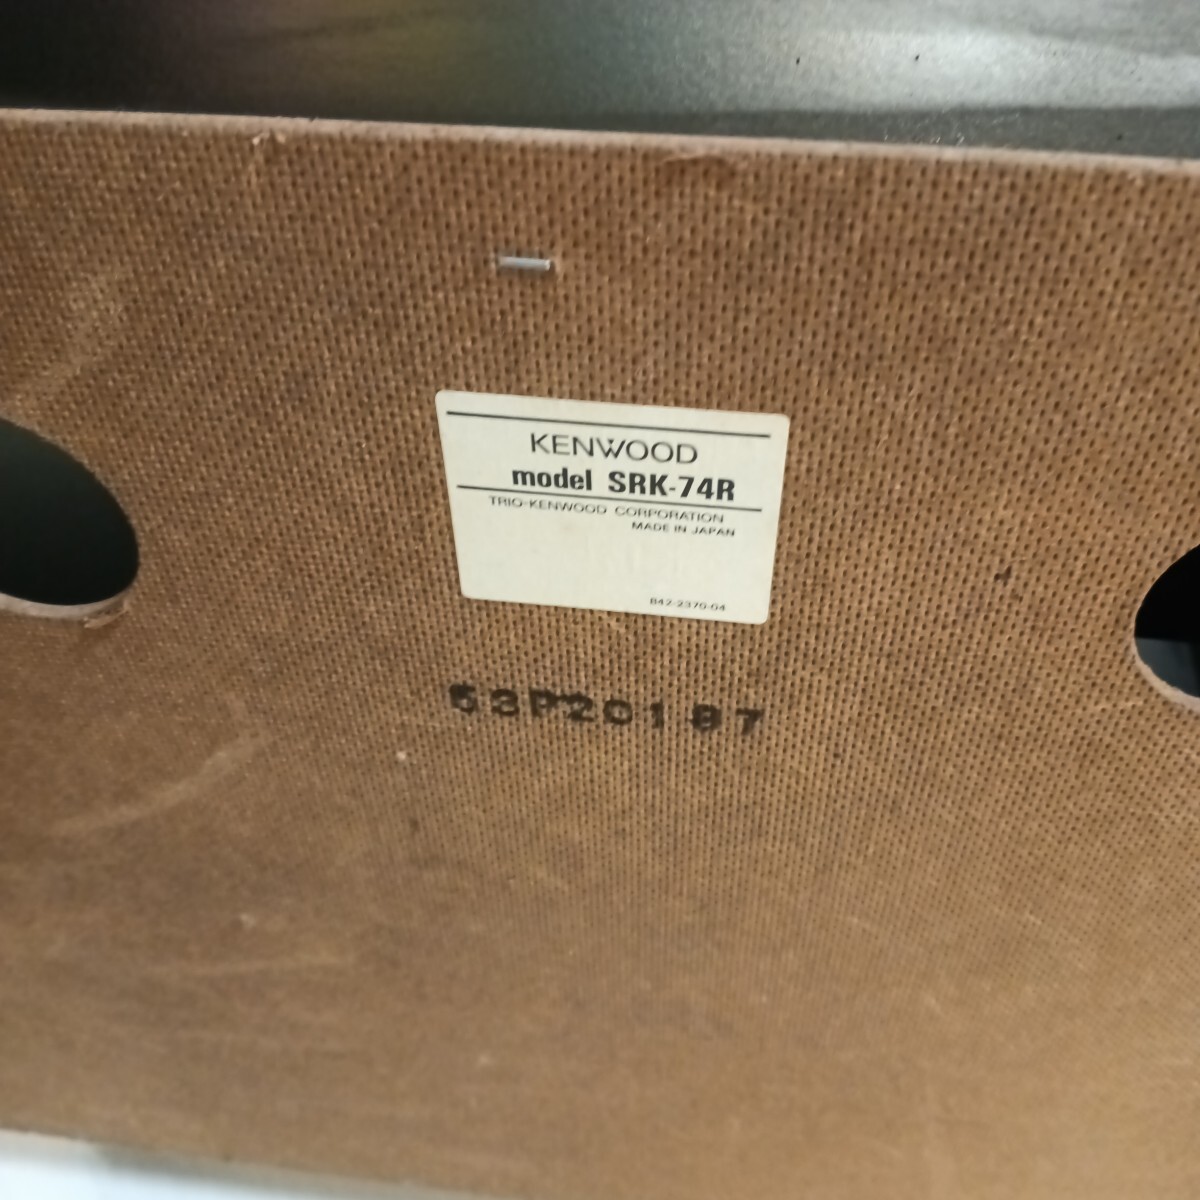 KENWOOD
model SRK-74R
TRIO-KENWOOD CORPORATION
MADE IN JAPAN
B42-2370-04
53P20187